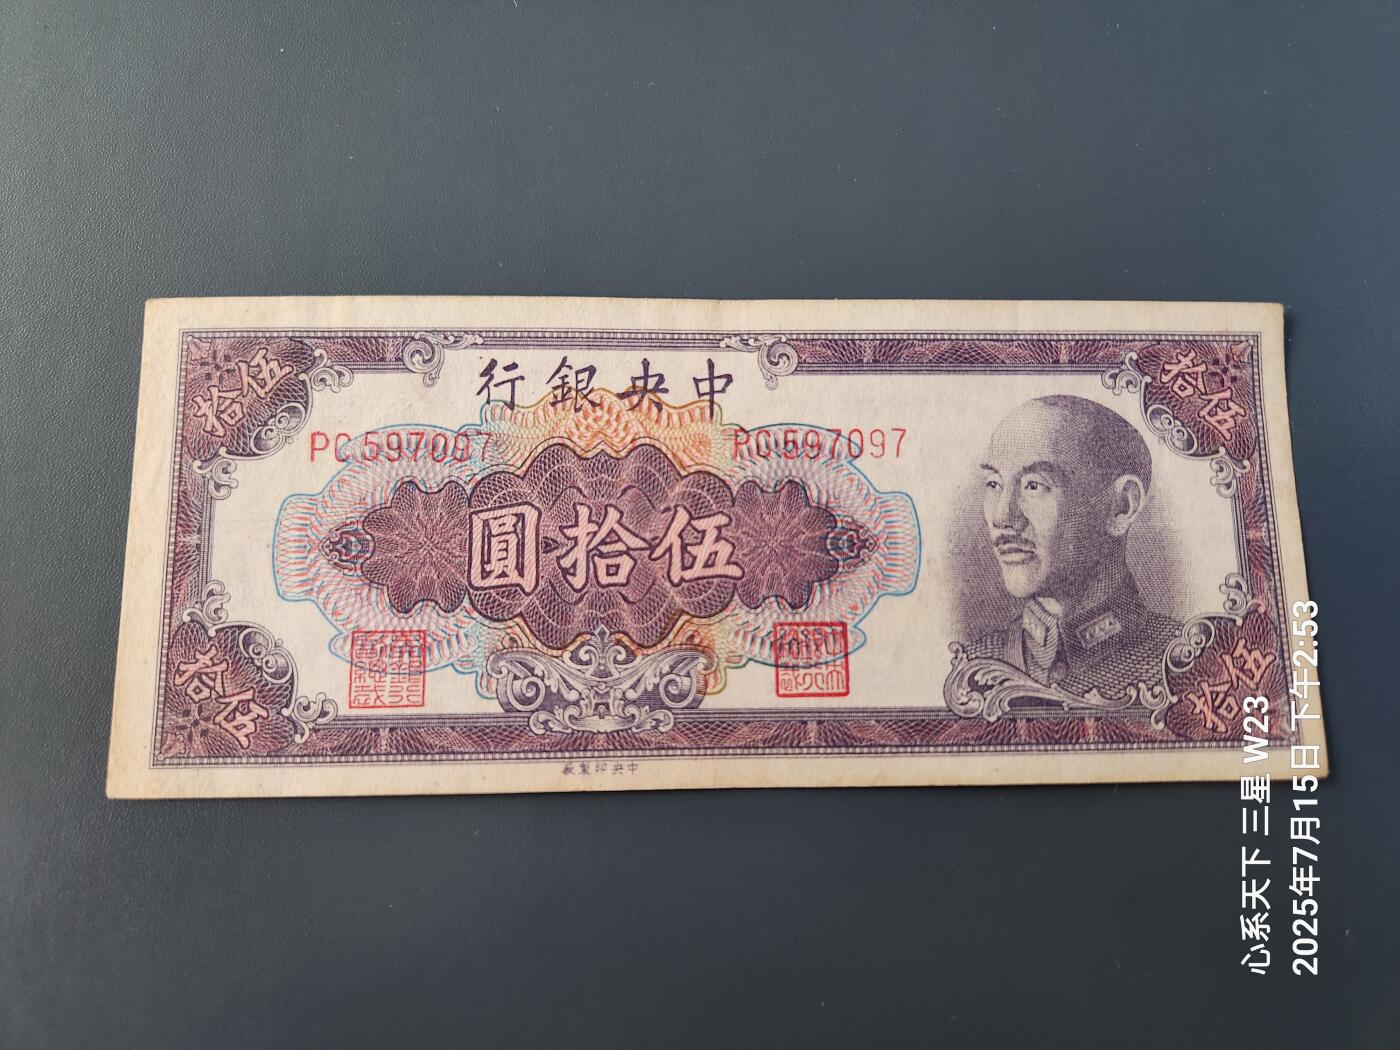 中央銀行
PC597097
PC597097
伍拾圓
伍拾
伍拾
伍拾
伍拾
中央印製廠
心系天下 三星 W23
2025年7月15日 下午2:53